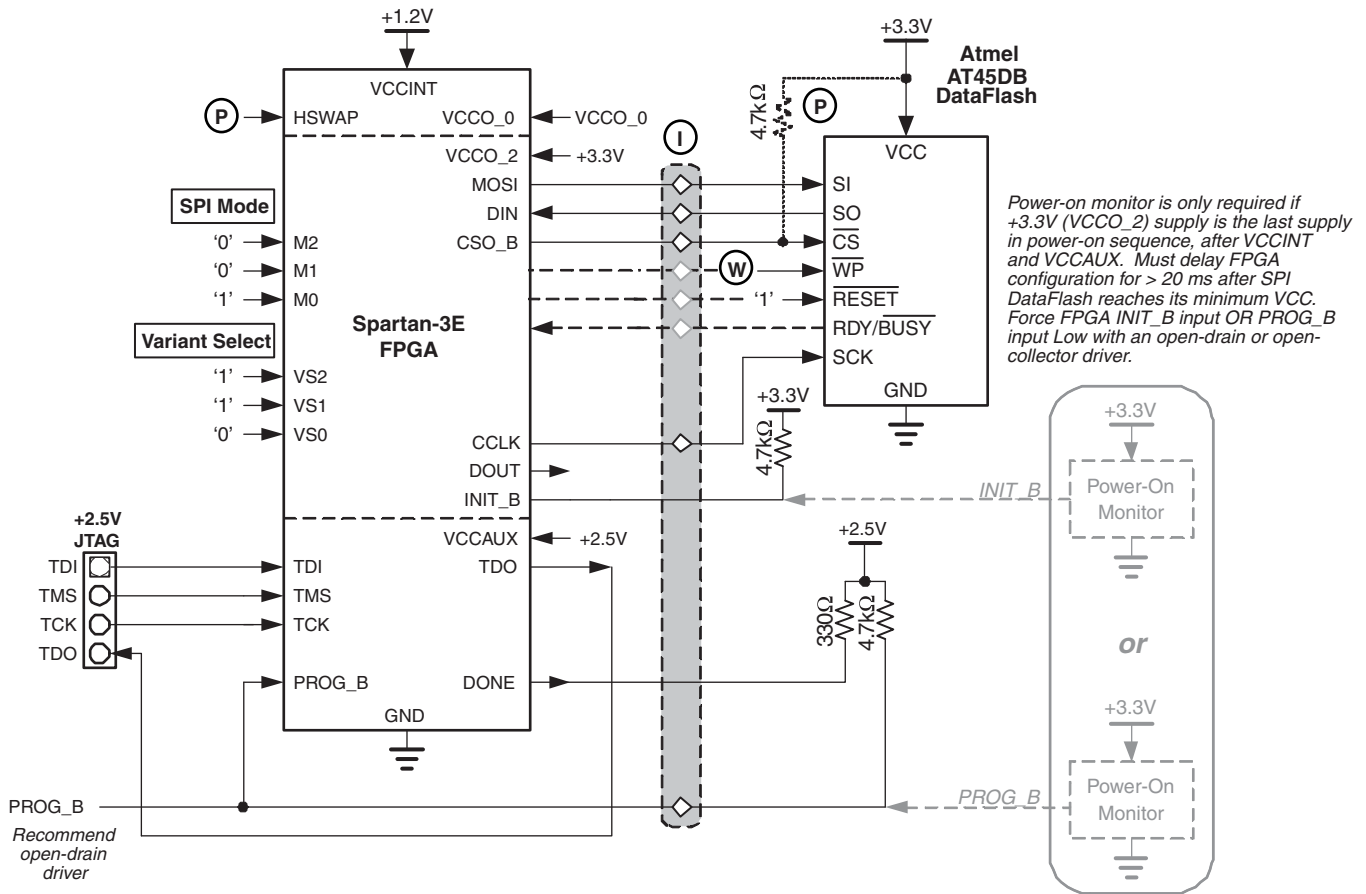 +1.2V
+3.3V
Atmel
AT45DB
DataFlash
VCCINT
P
HSWAP
VCCO_0
VCCO_0
4.7kΩ
P
I
VCC
VCCO_2
+3.3V
MOSI
SI
SPI Mode
DIN
SO
'0'
M2
CSO_B
CS
'0'
M1
W
WP
'1'
M0
'1'
RESET
Spartan-3E
FPGA
RDY/BUSY
Variant Select
SCK
'1'
VS2
'1'
VS1
'0'
VS0
GND
+3.3V
4.7kΩ
CCLK
DOUT
INIT_B
Power-on monitor is only required if
+3.3V (VCCO_2) supply is the last supply
in power-on sequence, after VCCINT
and VCCAUX. Must delay FPGA
configuration for > 20 ms after SPI
DataFlash reaches its minimum VCC.
Force FPGA INIT_B input OR PROG_B
input Low with an open-drain or open-
collector driver.
+3.3V
INIT_B
Power-On
Monitor
+2.5V
JTAG
VCCAUX
+2.5V
+2.5V
TDI
TDI
TDO
TMS
TMS
TCK
TCK
TDO
330Ω
4.7kΩ
or
PROG_B
DONE
GND
+3.3V
PROG_B
PROG_B
Power-On
Monitor
Recommend
open-drain
driver